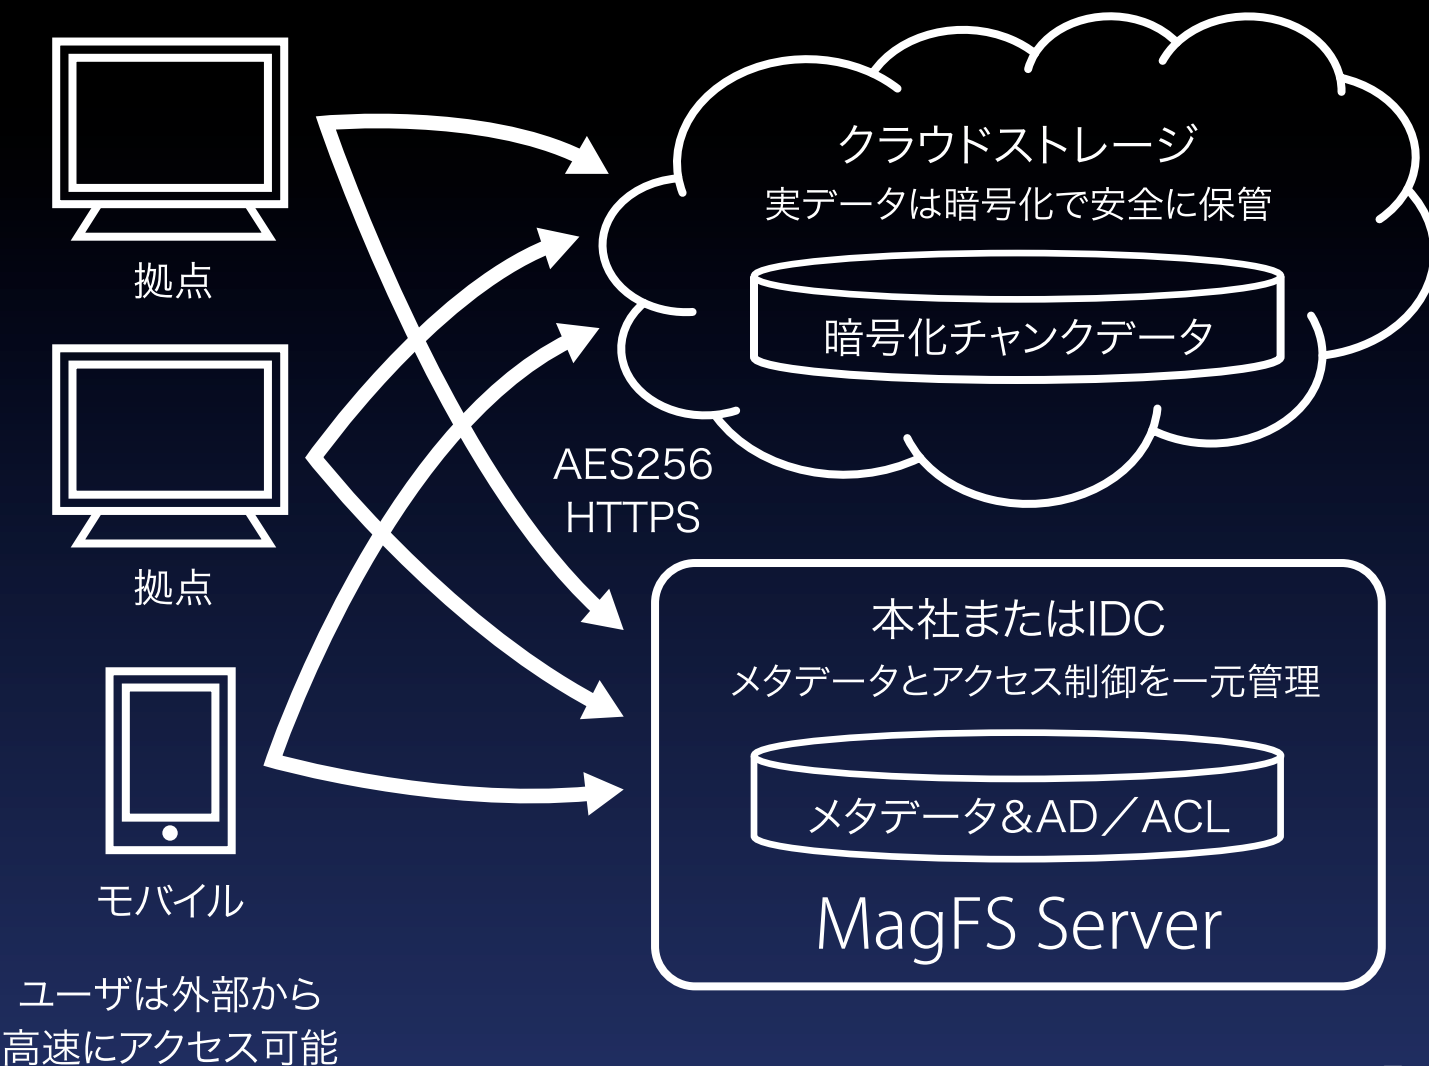 クラウドストレージ
実データは暗号化で安全に保管
暗号化チャンクデータ
拠点
拠点
モバイル
ユーザは外部から
高速にアクセス可能
AES256
HTTPS
本社またはIDC
メタデータとアクセス制御を一元管理
メタデータ&AD／ACL
MagFS Server